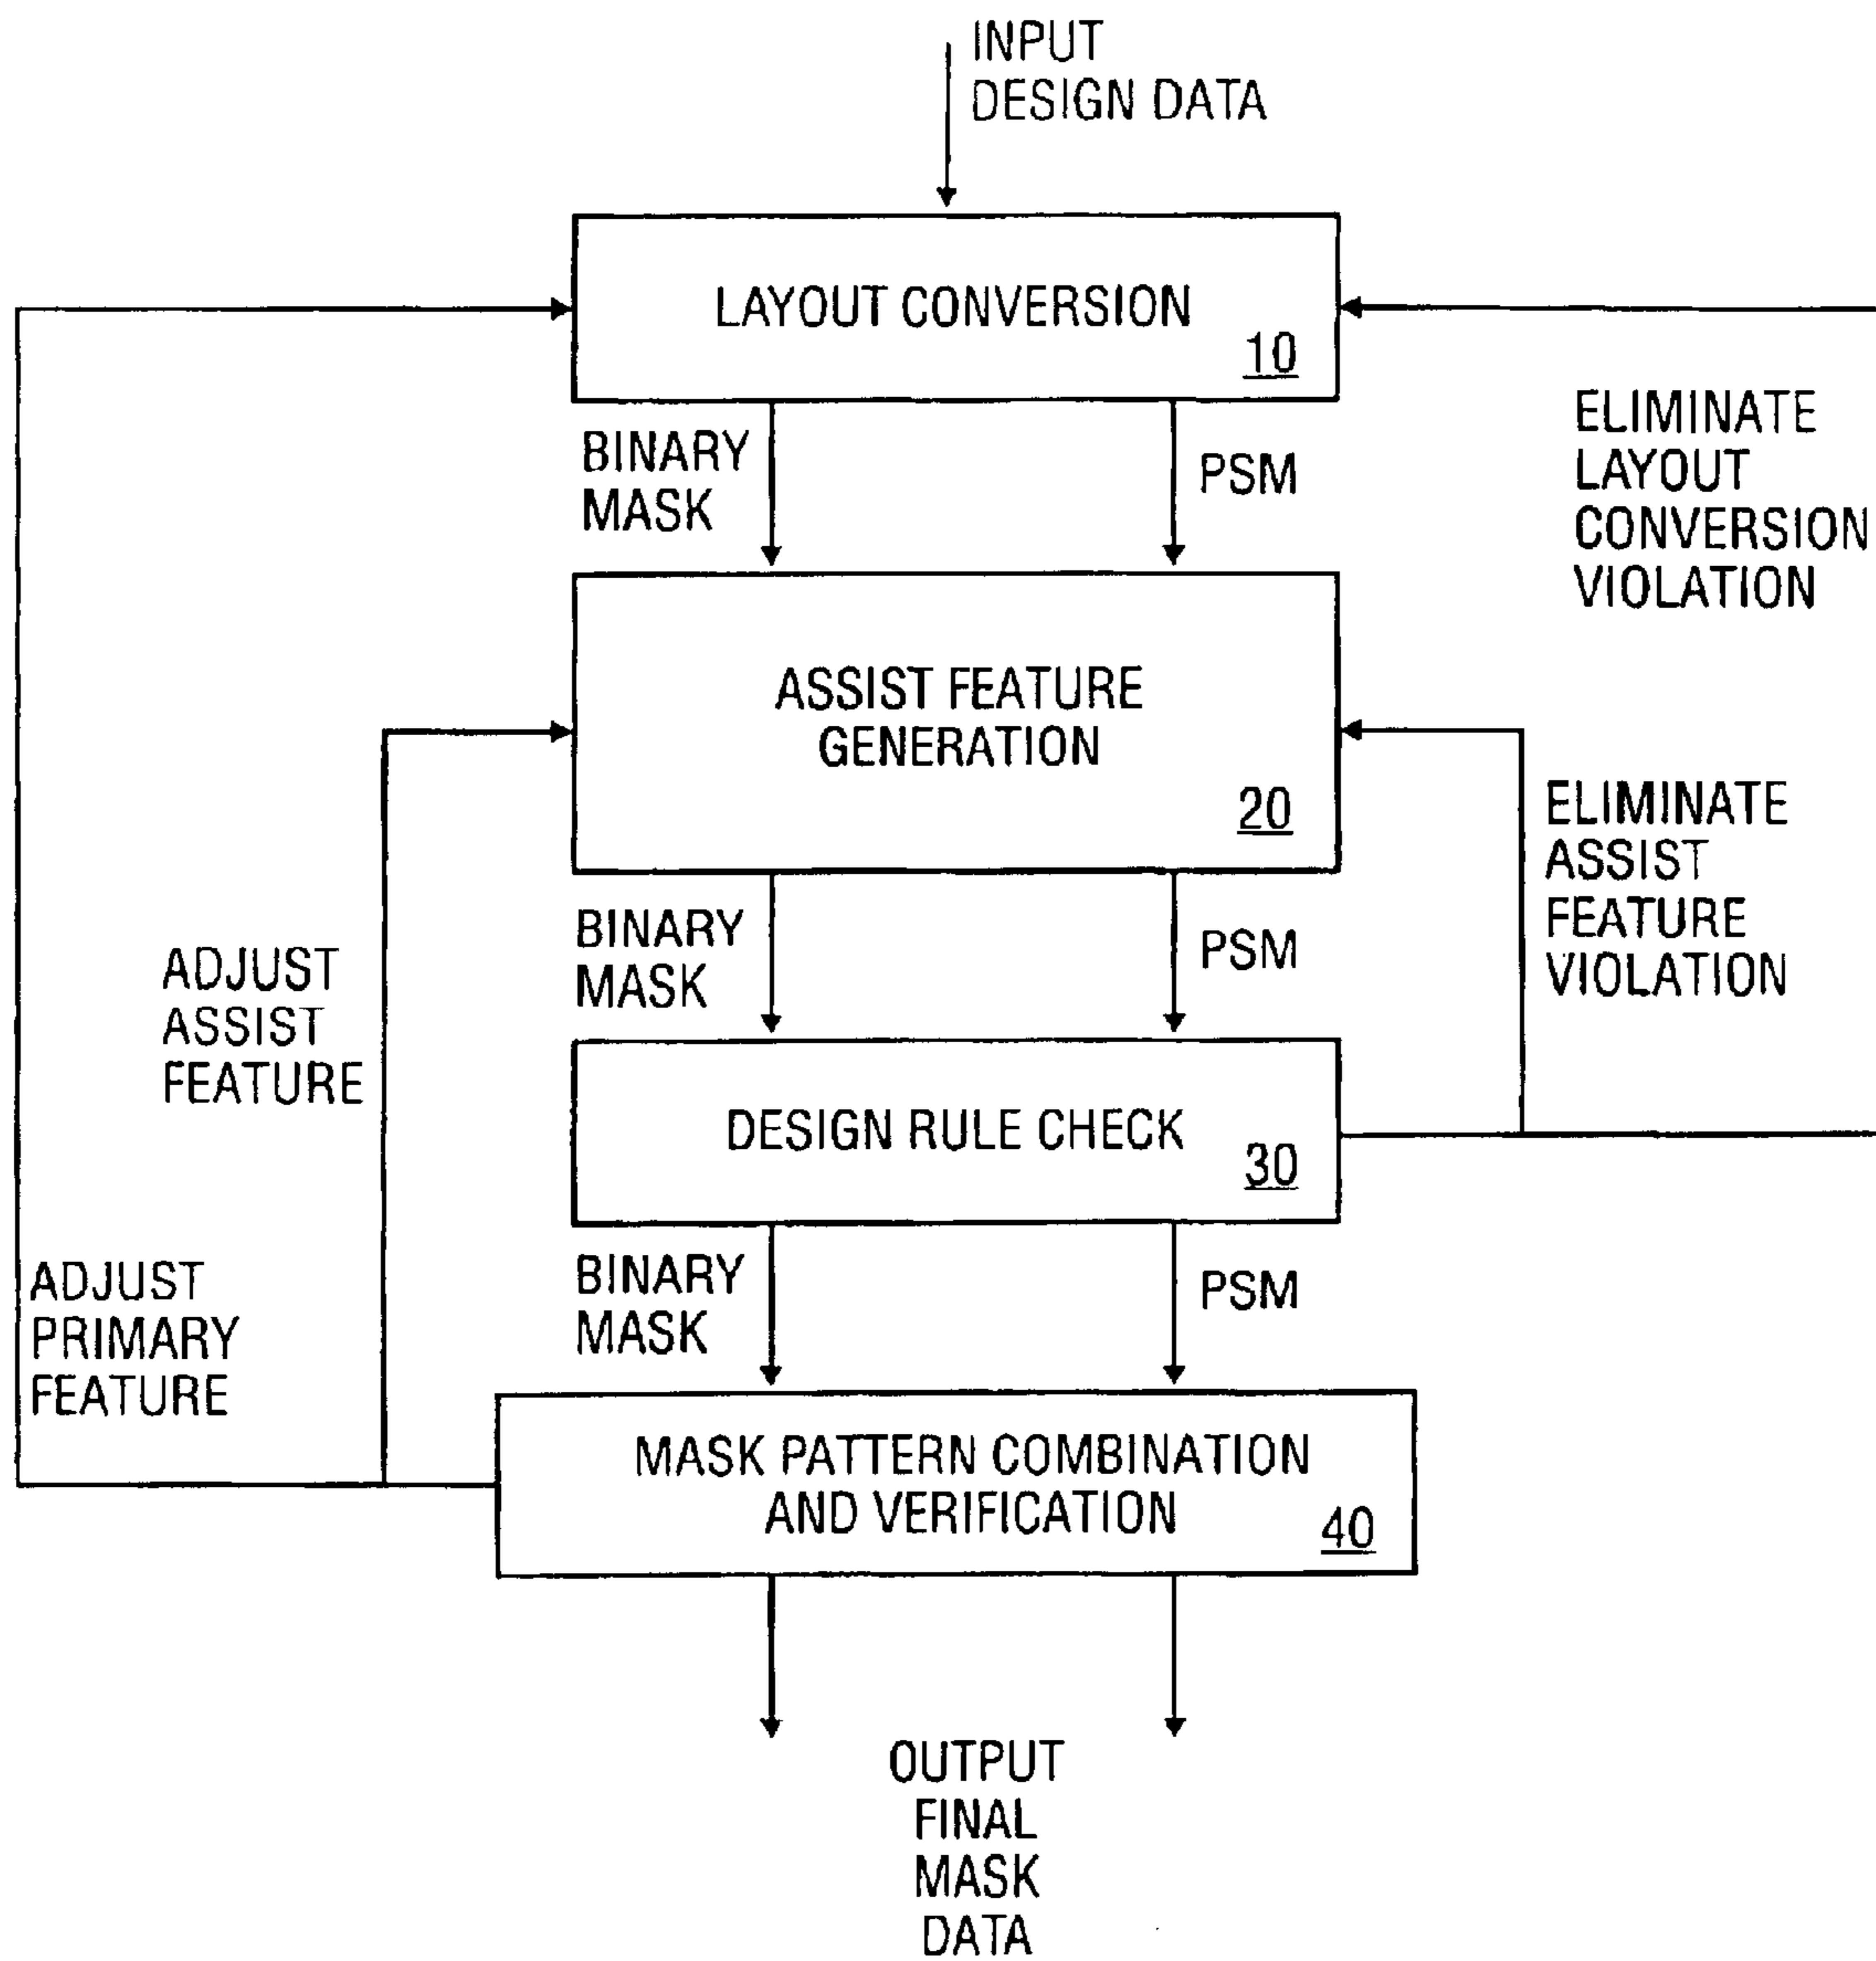 INPUT
DESIGN DATA
LAYOUT CONVERSION
10
BINARY
MASK
PSM
ELIMINATE
LAYOUT
CONVERSION
VIOLATION
ASSIST FEATURE
GENERATION
20
ELIMINATE
ASSIST
FEATURE
VIOLATION
BINARY
MASK
PSM
ADJUST
ASSIST
FEATURE
DESIGN RULE CHECK
30
BINARY
MASK
PSM
ADJUST
PRIMARY
FEATURE
MASK PATTERN COMBINATION
AND VERIFICATION
40
OUTPUT
FINAL
MASK
DATA